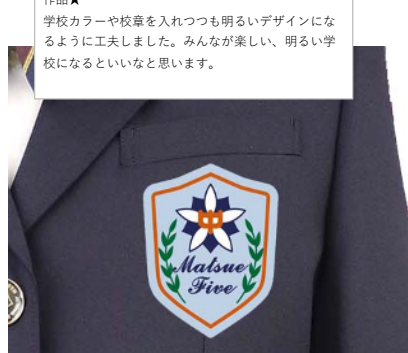 作品★
学校カラーや校章を入れつつも明るいデザインにな
るように工夫しました。みんなが楽しい、明るい学
校になるといいなと思います。
中
Matsue
Five